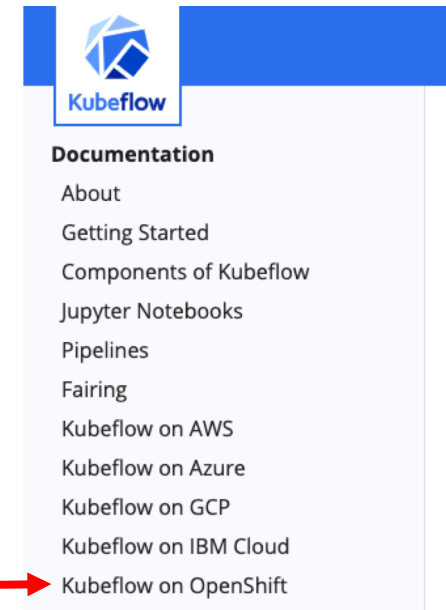 Kubeflow
Documentation
About
Getting Started
Components of Kubeflow
Jupyter Notebooks
Pipelines
Fairing
Kubeflow on AWS
Kubeflow on Azure
Kubeflow on GCP
Kubeflow on IBM Cloud
Kubeflow on OpenShift